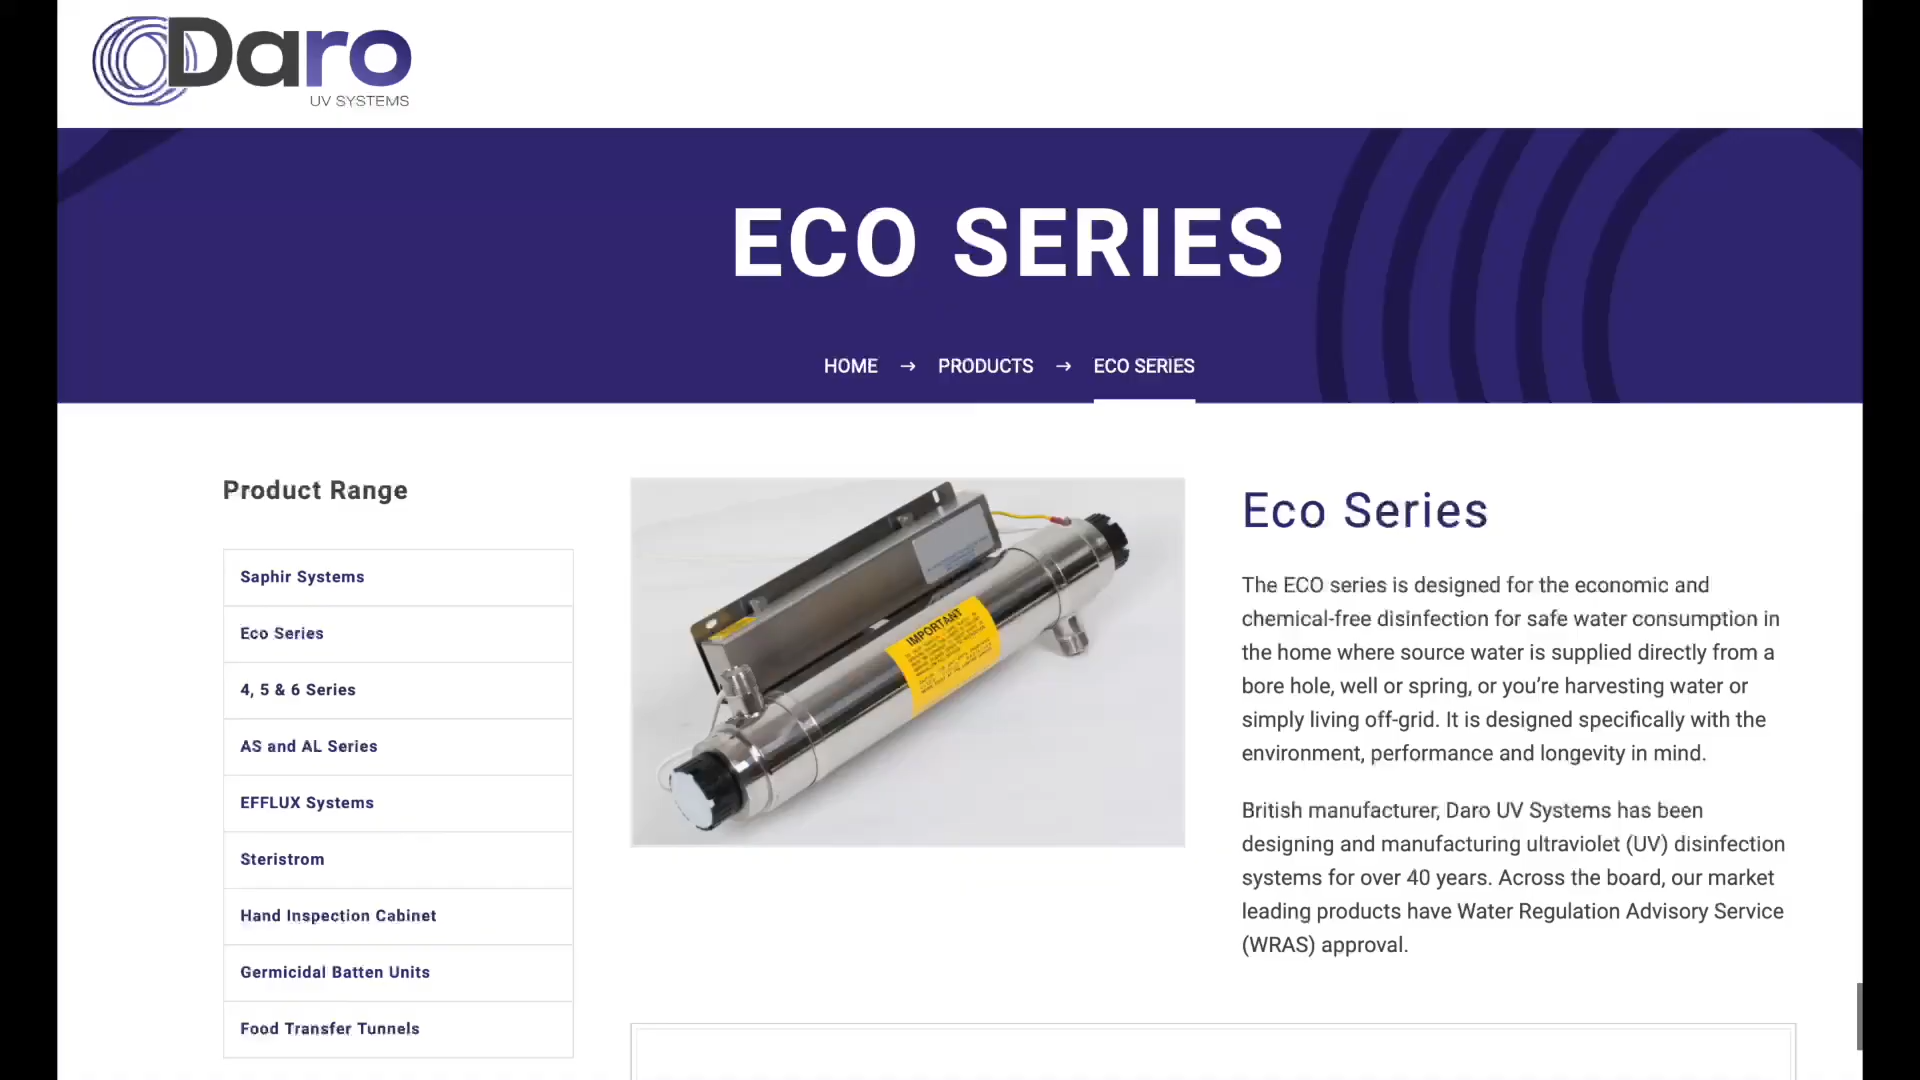 Daro
UV SYSTEMS
ECO SERIES
HOME → PRODUCTS → ECO SERIES
Product Range
Saphir Systems
Eco Series
4, 5 & 6 Series
AS and AL Series
EFFLUX Systems
Steristrom
Hand Inspection Cabinet
Germicidal Batten Units
Food Transfer Tunnels
IMPORTANT
Eco Series
The ECO series is designed for the economic and
chemical-free disinfection for safe water consumption in
the home where source water is supplied directly from a
bore hole, well or spring, or you’re harvesting water or
simply living off-grid. It is designed specifically with the
environment, performance and longevity in mind.
British manufacturer, Daro UV Systems has been
designing and manufacturing ultraviolet (UV) disinfection
systems for over 40 years. Across the board, our market
leading products have Water Regulation Advisory Service
(WRAS) approval.